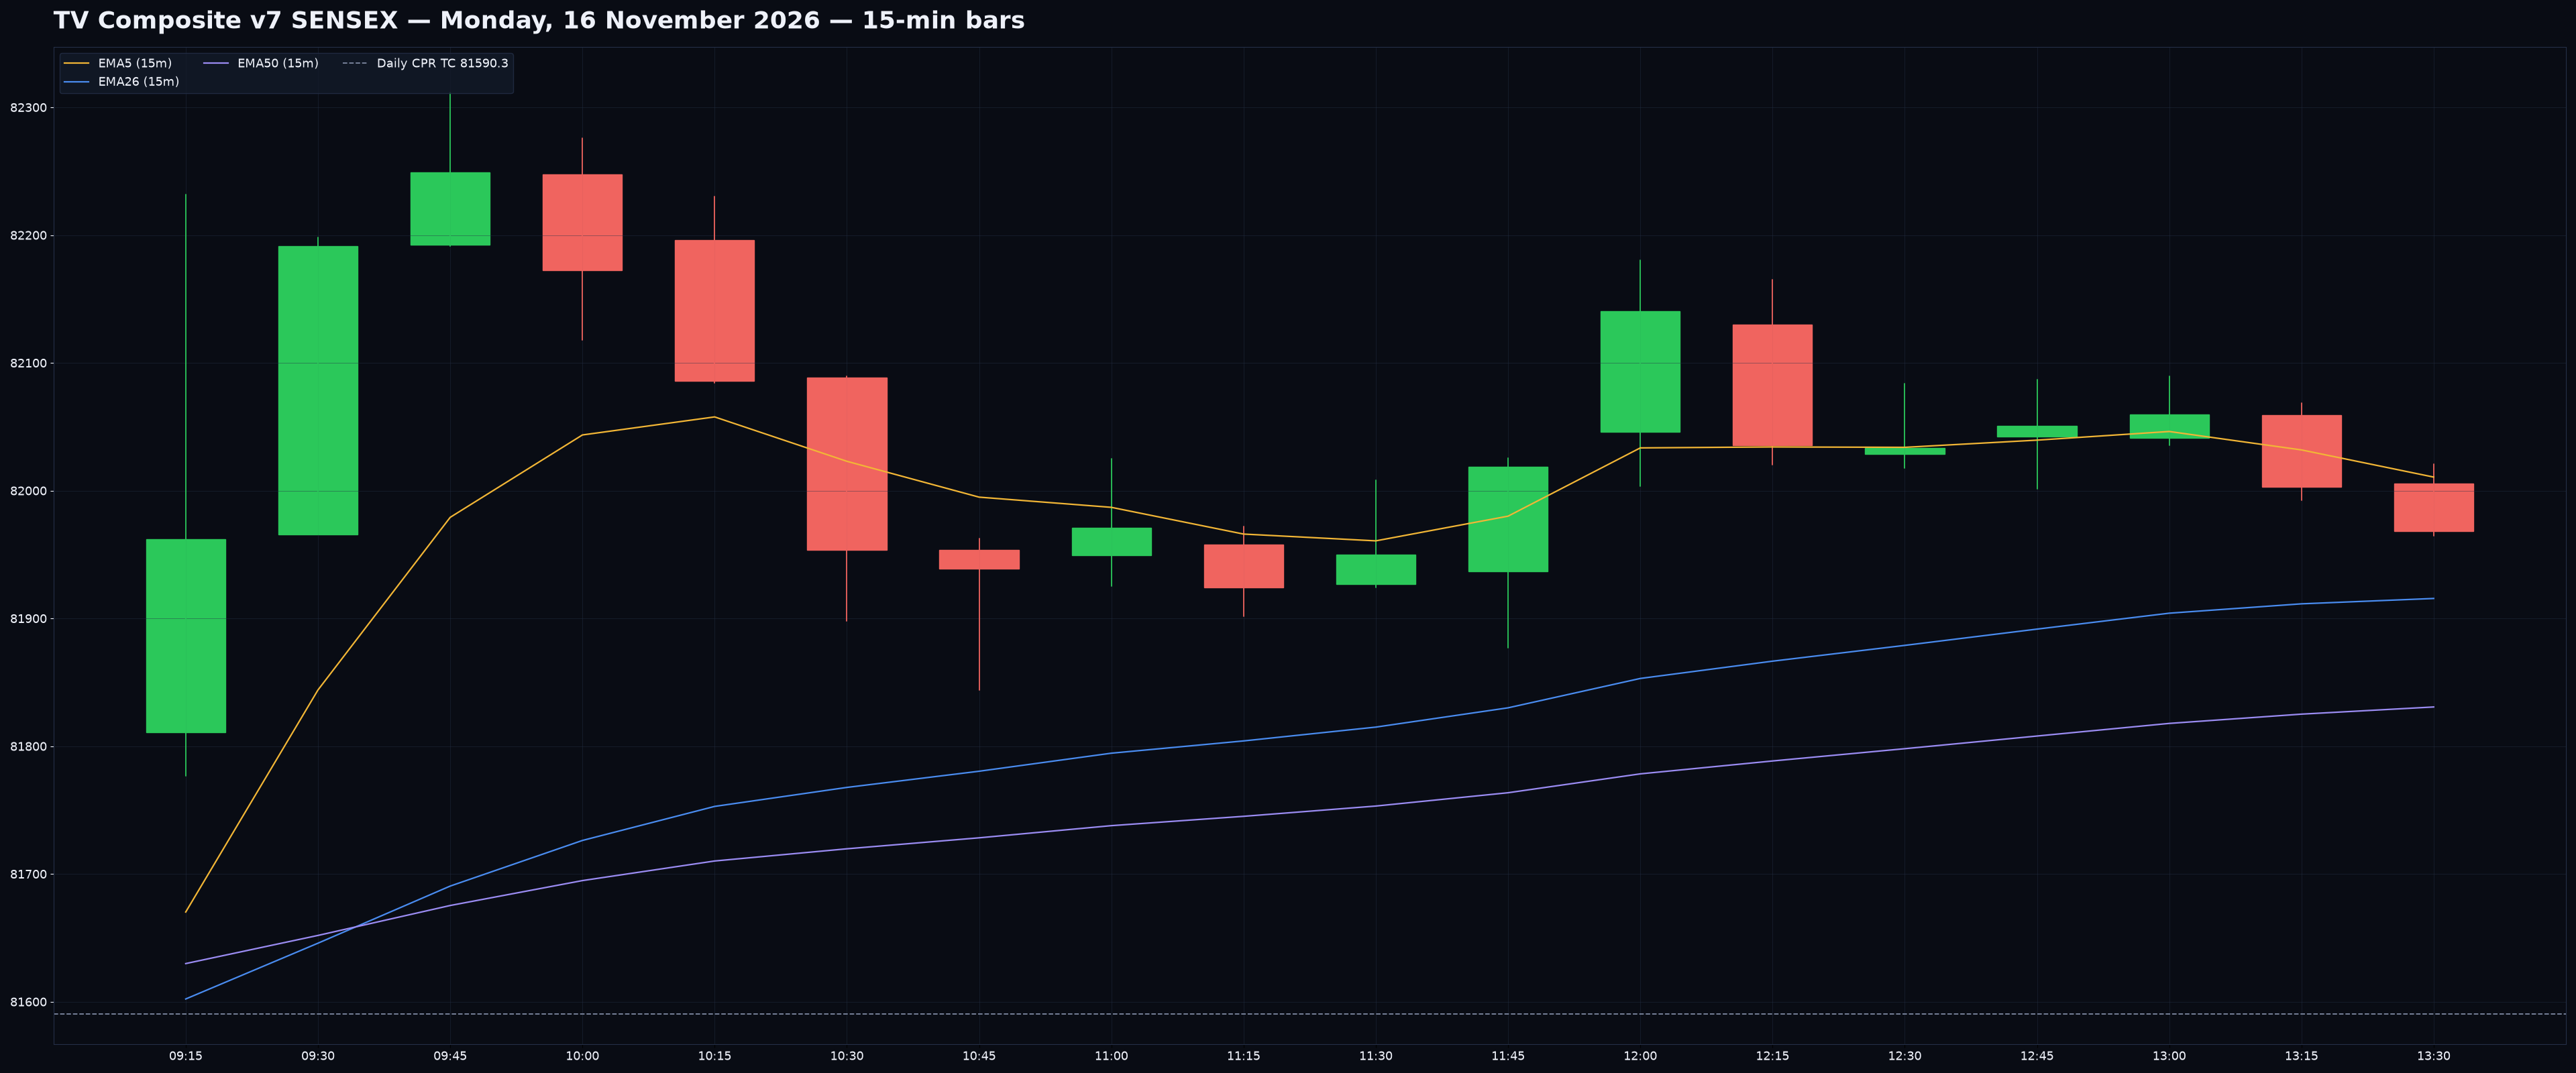 TV Composite v7 SENSEX — Monday, 16 November 2026 — 15-min bars
EMA5 (15m) EMA50 (15m) Daily CPR TC 81590.3
EMA26 (15m)
82300
82200
82100
82000
81900
81800
81700
81600
09:15 09:30 09:45 10:00 10:15 10:30 10:45 11:00 11:15 11:30 11:45 12:00 12:15 12:30 12:45 13:00 13:15 13:30